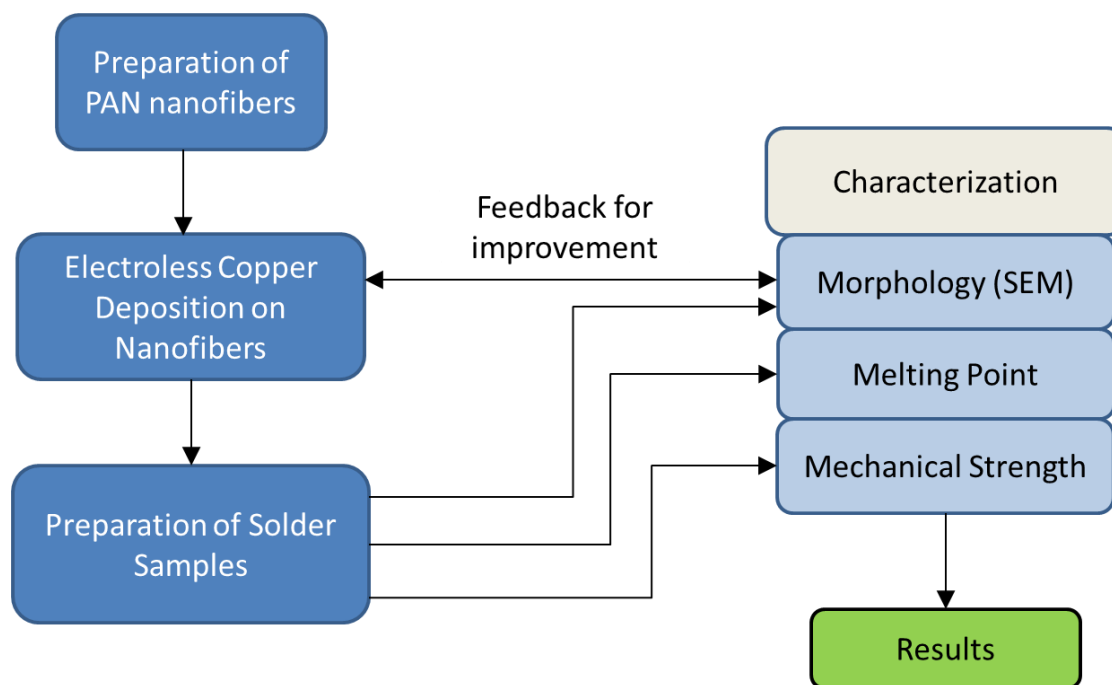 Preparation of
PAN nanofibers
Electroless Copper
Deposition on
Nanofibers
Preparation of Solder
Samples
Feedback for
improvement
Characterization
Morphology (SEM)
Melting Point
Mechanical Strength
Results